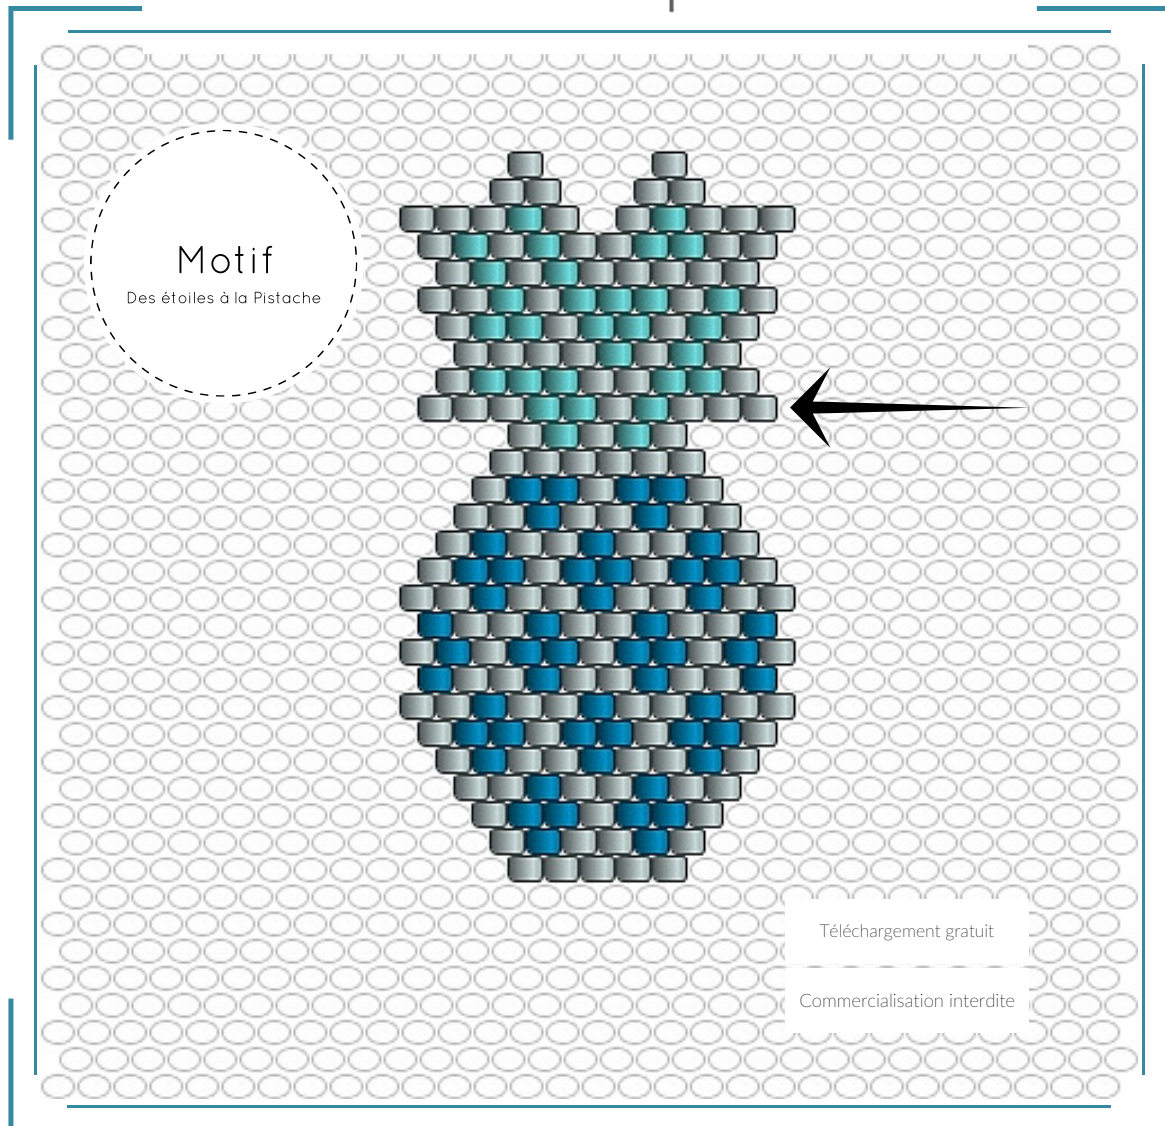 Motif
Des étoiles à la Pistache
Téléchargement gratuit
Commercialisation interdite